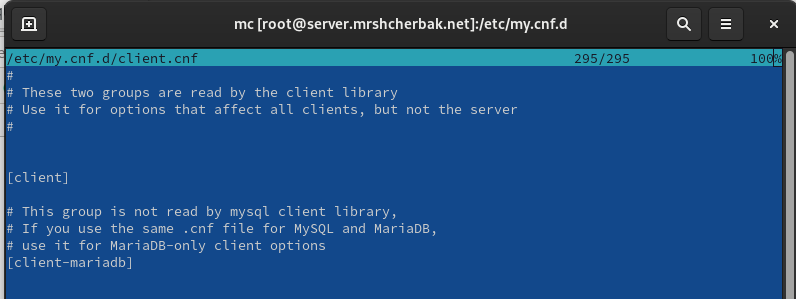 mc [root@server.mrshcherbak.net]:/etc/my.cnf.d
/etc/my.cnf.d/client.cnf 295/295 100%
#
# These two groups are read by the client library
# Use it for options that affect all clients, but not the server
#
[client]
# This group is not read by mysql client library,
# If you use the same .cnf file for MySQL and MariaDB,
# use it for MariaDB-only client options
[client-mariadb]